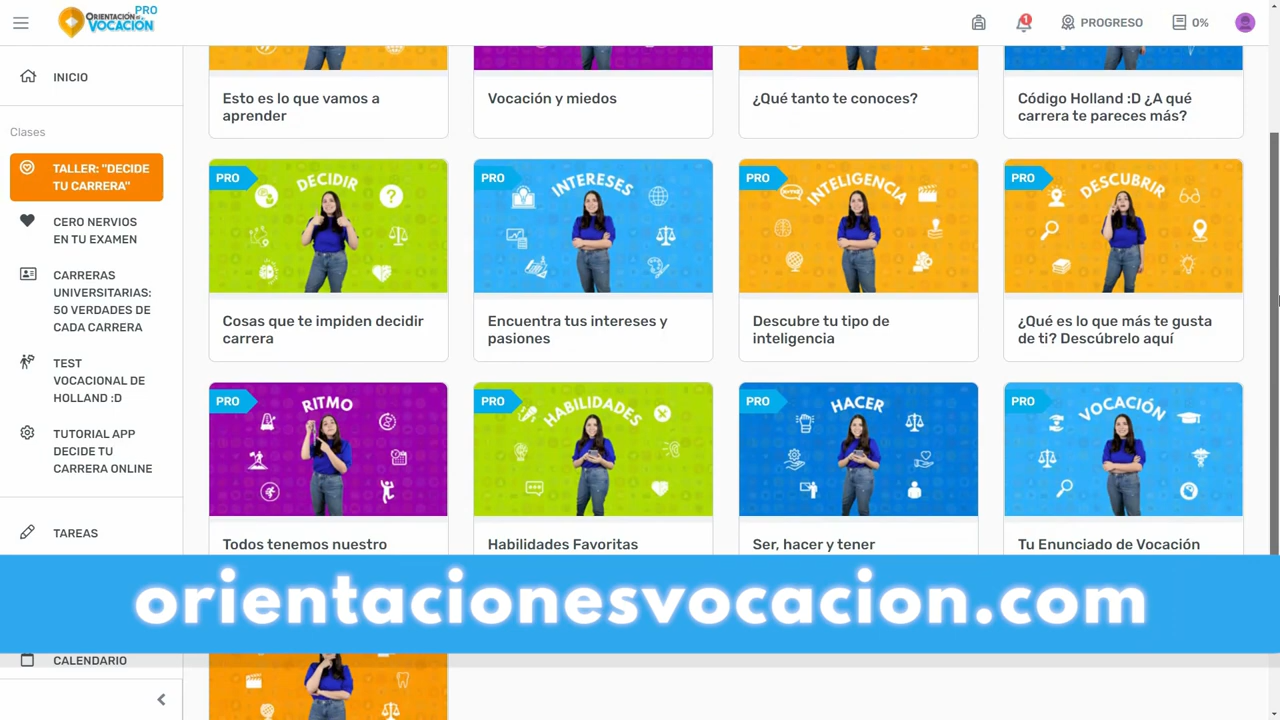 ORIENTACIÓN ES
VOCACIÓN
PRO
1
PROGRESO
0%
INICIO
Clases
TALLER: "DECIDE
TU CARRERA"
CERO NERVIOS
EN TU EXAMEN
CARRERAS
UNIVERSITARIAS:
50 VERDADES DE
CADA CARRERA
TEST
VOCACIONAL DE
HOLLAND :D
TUTORIAL APP
DECIDE TU
CARRERA ONLINE
TAREAS
CALENDARIO
Esto es lo que vamos a
aprender
Vocación y miedos
¿Qué tanto te conoces?
Código Holland :D ¿A qué
carrera te pareces más?
PRO
DECIDIR
Cosas que te impiden decidir
carrera
PRO
INTERESES
Encuentra tus intereses y
pasiones
PRO
INTELIGENCIA
Descubre tu tipo de
inteligencia
PRO
DESCUBRIR
¿Qué es lo que más te gusta
de ti? Descúbrelo aquí
PRO
RITMO
Todos tenemos nuestro
PRO
HABILIDADES
Habilidades Favoritas
PRO
HACER
Ser, hacer y tener
PRO
VOCACIÓN
Tu Enunciado de Vocación
orientacionesvocacion.com